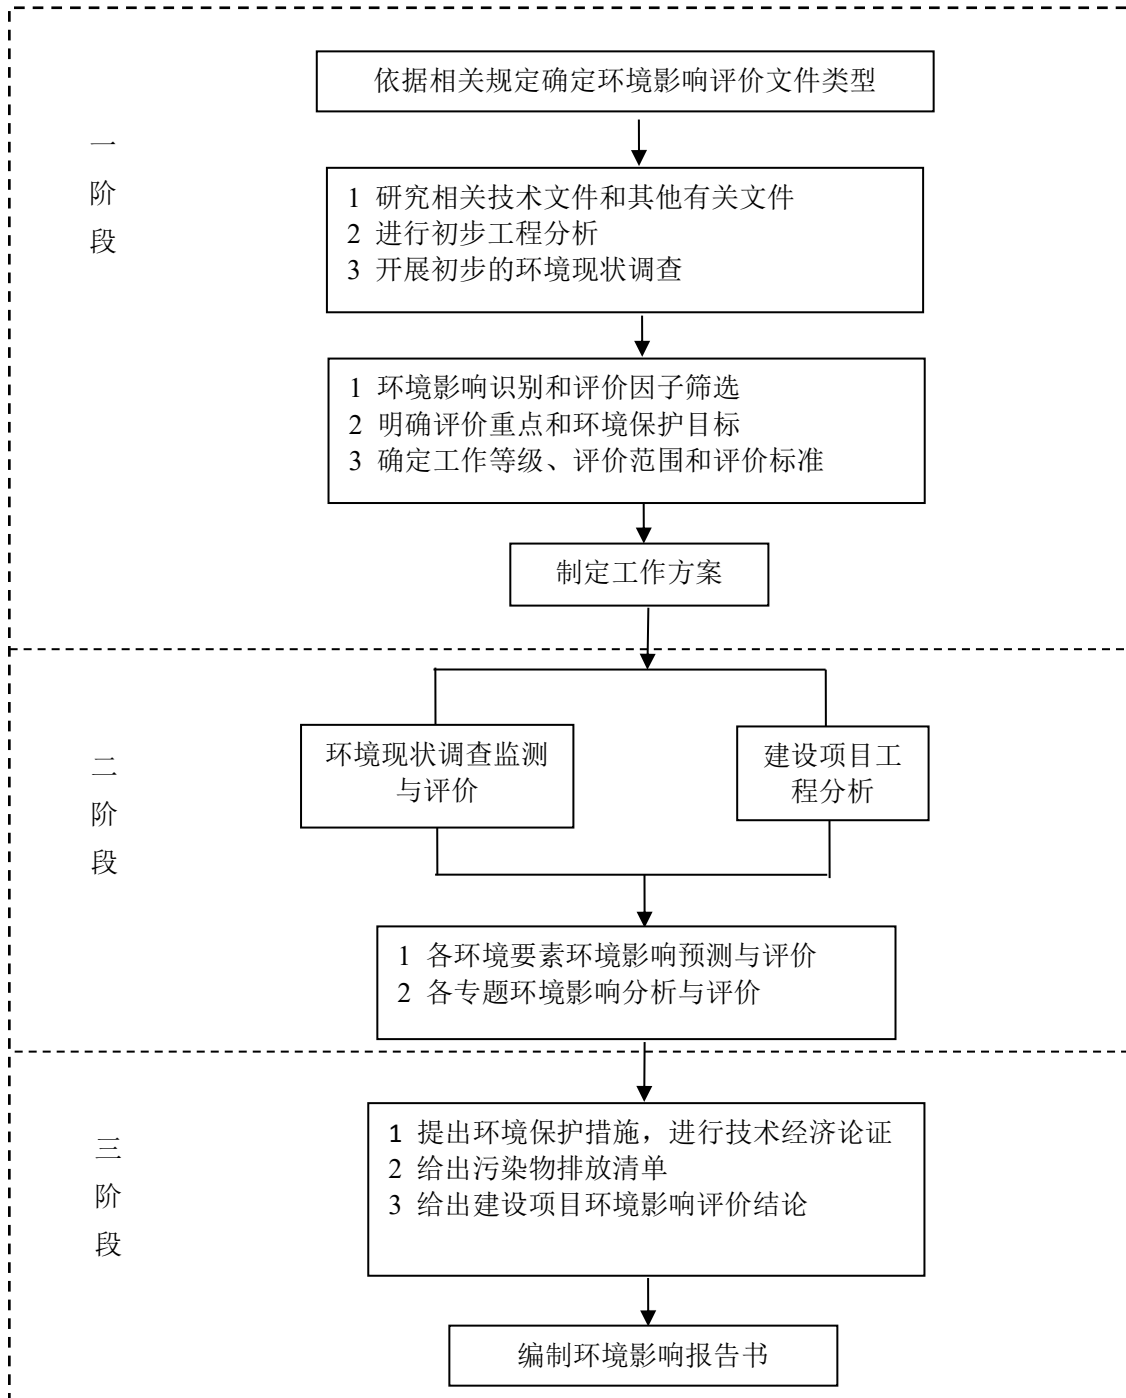 依据相关规定确定环境影响评价文件类型
一
阶
段
1 研究相关技术文件和其他有关文件
2 进行初步工程分析
3 开展初步的环境现状调查
1 环境影响识别和评价因子筛选
2 明确评价重点和环境保护目标
3 确定工作等级、评价范围和评价标准
制定工作方案
二
阶
段
环境现状调查监测
与评价
建设项目工
程分析
1 各环境要素环境影响预测与评价
2 各专题环境影响分析与评价
三
阶
段
1 提出环境保护措施，进行技术经济论证
2 给出污染物排放清单
3 给出建设项目环境影响评价结论
编制环境影响报告书